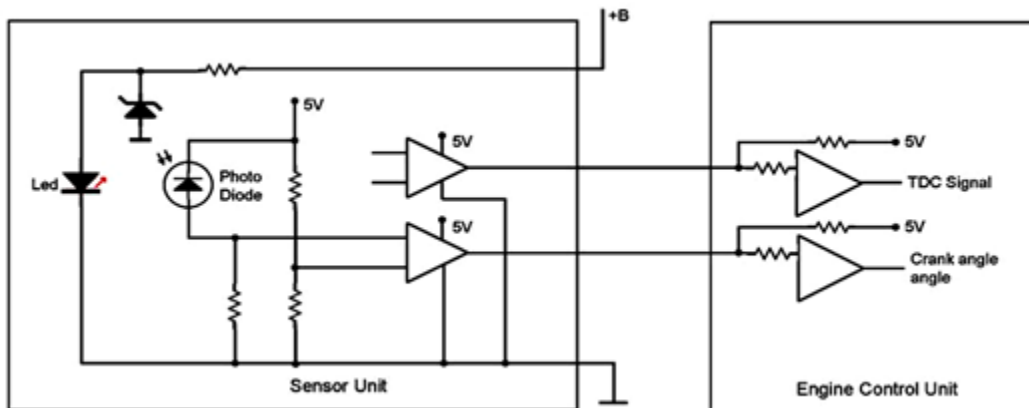 +B
5V
5V
Led
Photo
Diode
5V
TDC Signal
5V
5V
Crank angle
angle
Sensor Unit
Engine Control Unit